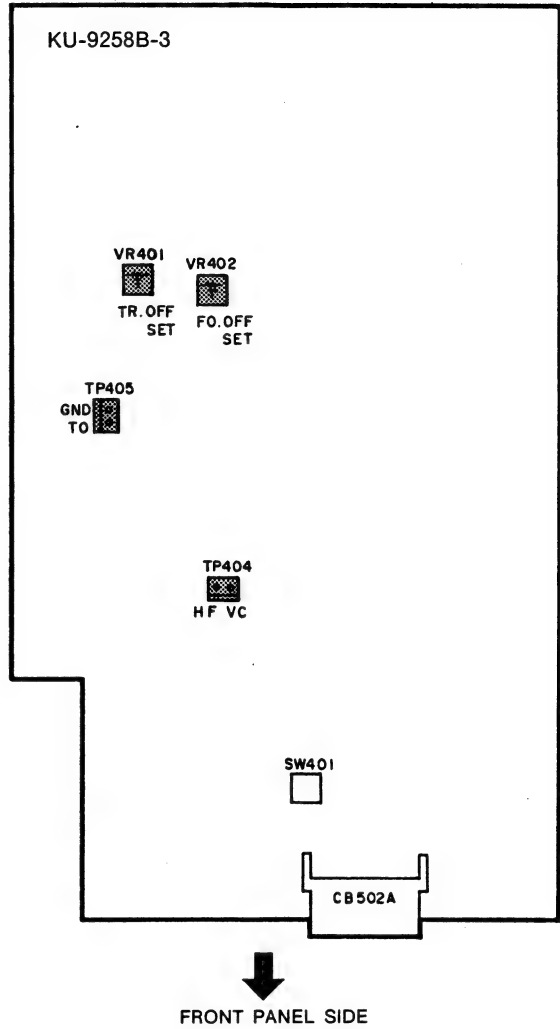 KU-9258B-3
VR401
VR402
TR.OFF
SET
FO.OFF
SET
TP405
GND
TO
TP404
HF VC
SW401
CB502A
FRONT PANEL SIDE